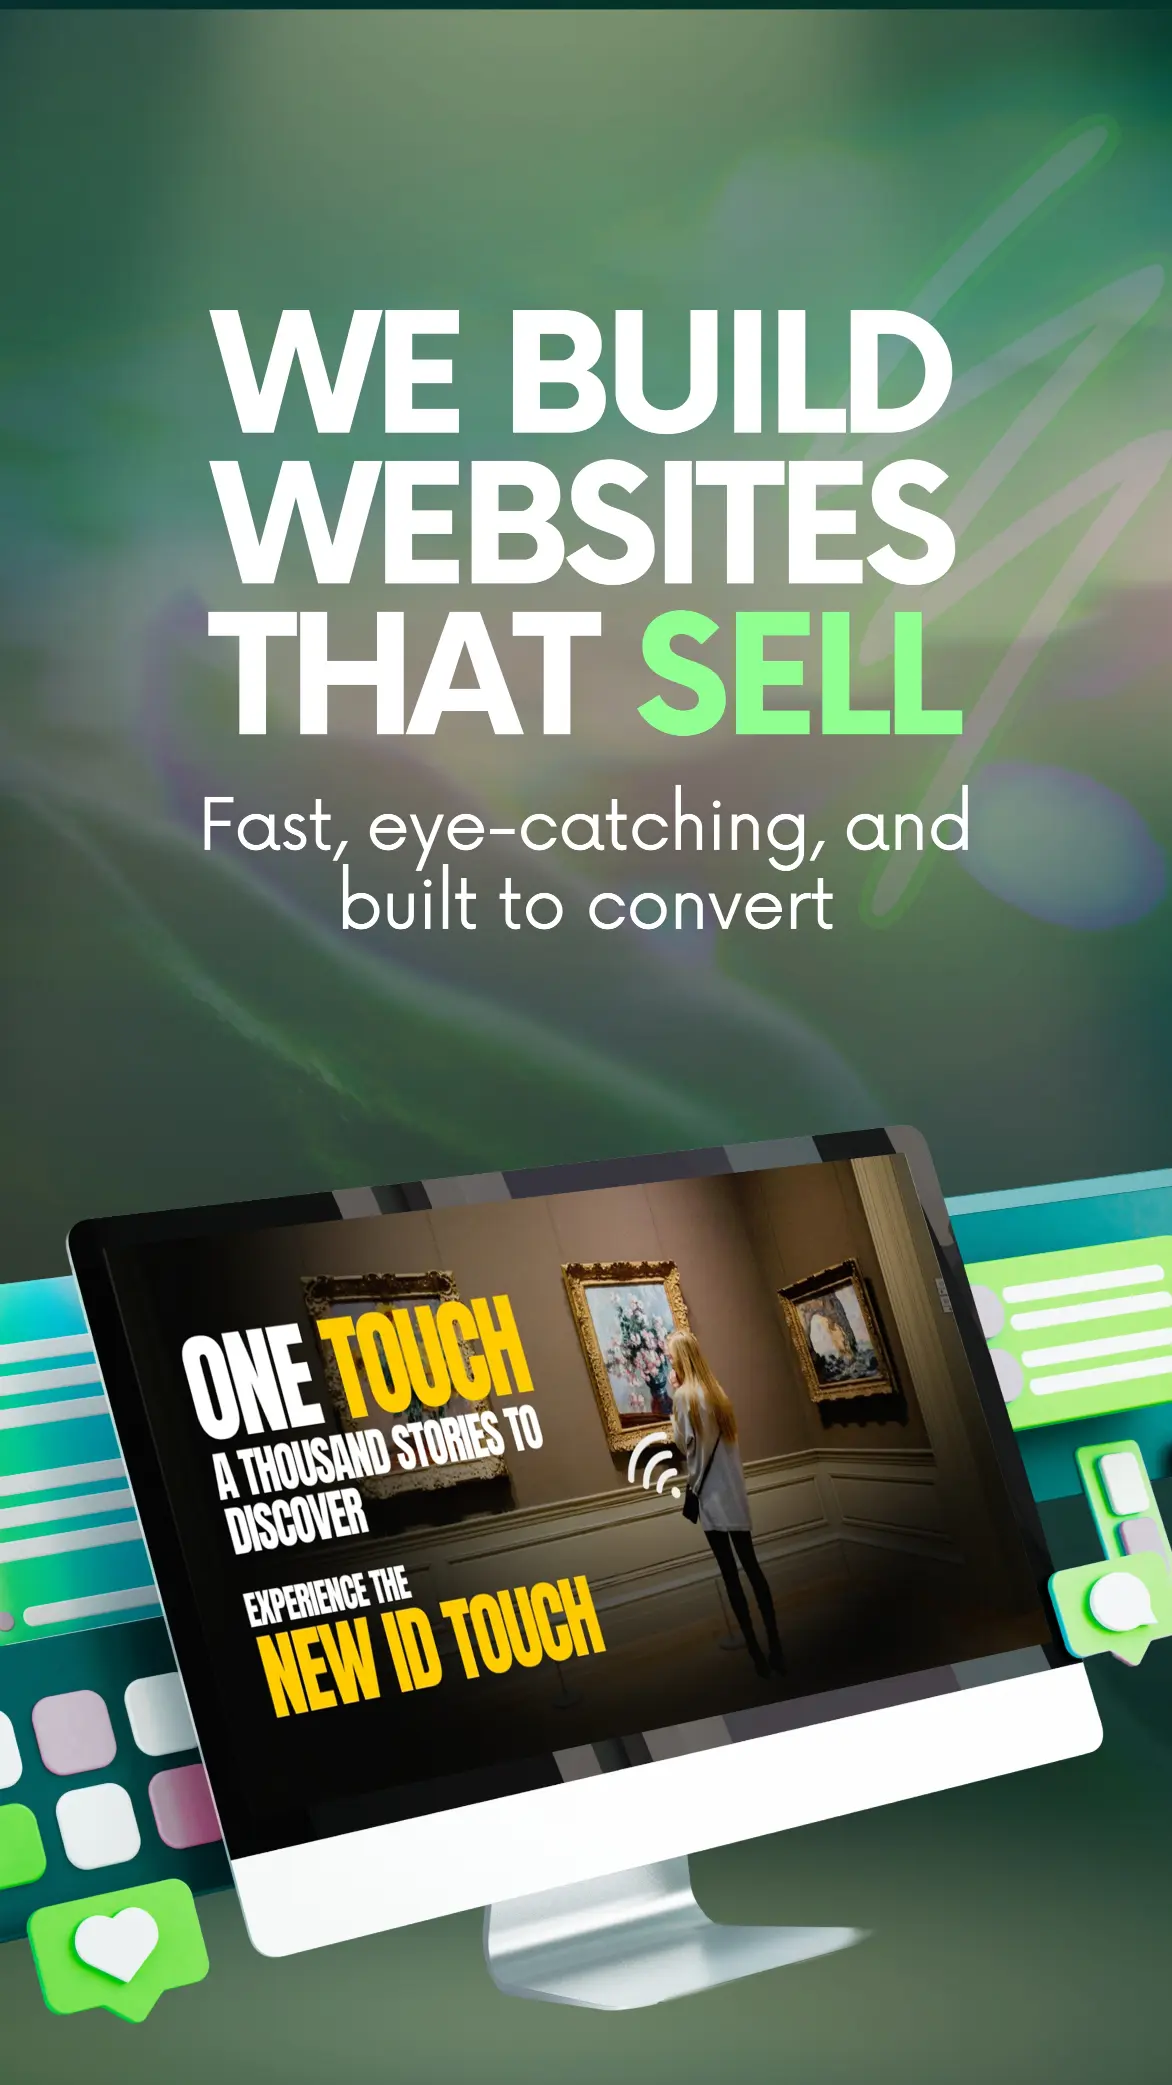 WE BUILD
WEBSITES
THAT SELL
Fast, eye-catching, and
built to convert
ONE TOUCH
A THOUSAND STORIES TO
DISCOVER
EXPERIENCE THE
NEW ID TOUCH